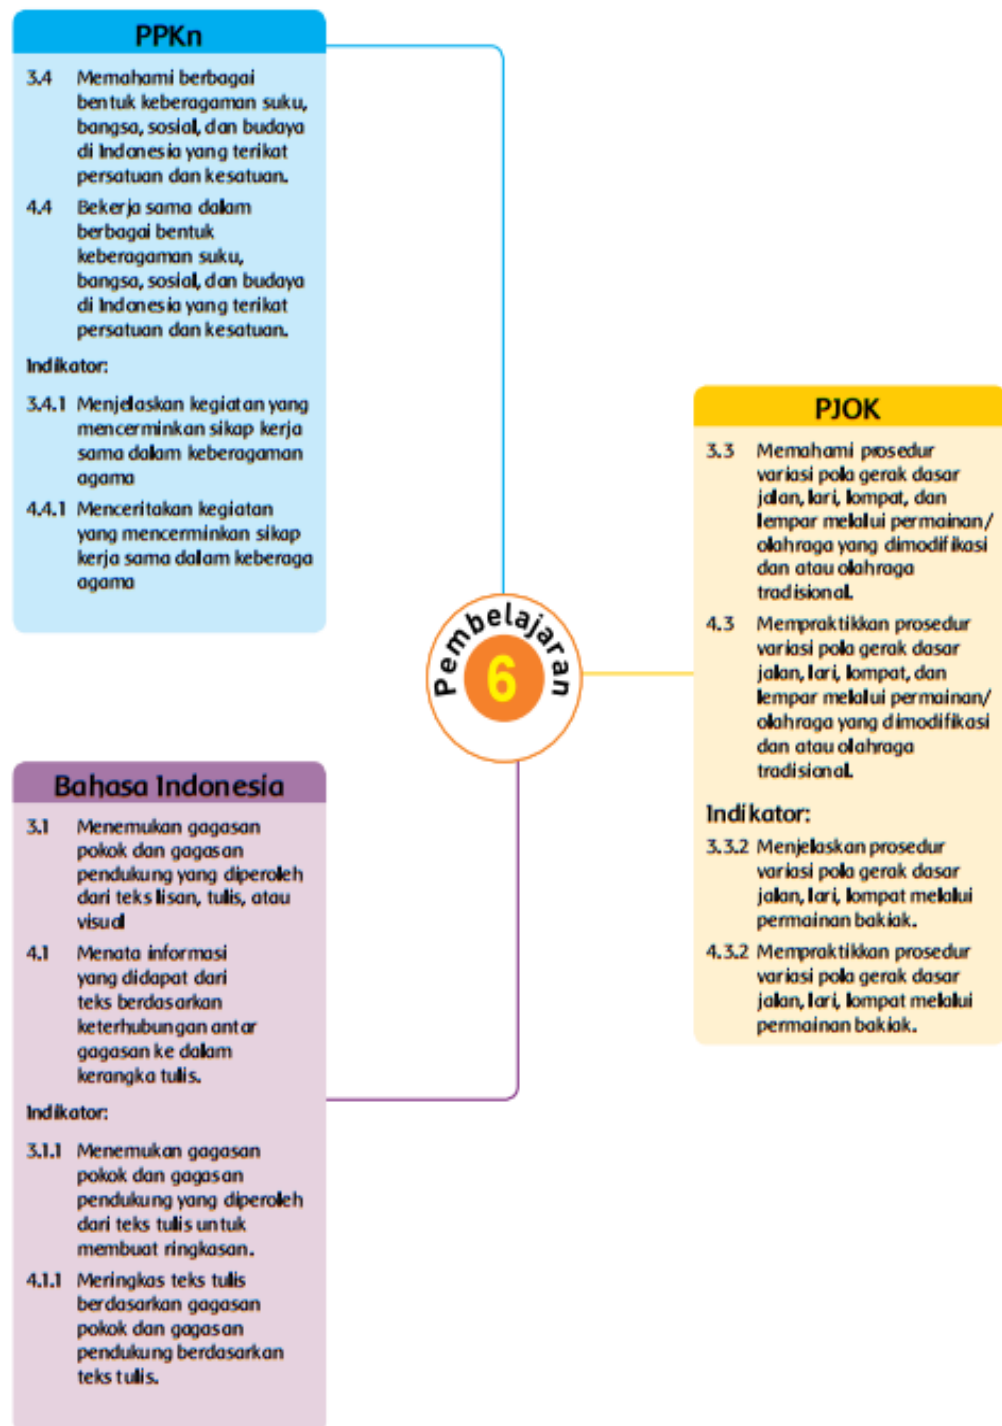 PPKn
3.4 Memahami berbagai
bentuk keberagaman suku,
bangsa, sosial, dan budaya
di Indonesia yang terikat
persatuan dan kesatuan.
4.4 Bekerja sama dalam
berbagai bentuk
keberagaman suku,
bangsa, sosial, dan budaya
di Indonesia yang terikat
persatuan dan kesatuan.
Indikator:
3.4.1 Menjelaskan kegiatan yang
mencerminkan sikap kerja
sama dalam keberagaman
agama
4.4.1 Menceritakan kegiatan
yang mencerminkan sikap
kerja sama dalam keberaga
agama
Pembelajaran
6
PJOK
3.3 Memahami prosedur
variasi pola gerak dasar
jalan, lari, lompat, dan
lempar melalui permainan/
olahraga yang dimodifikasi
dan atau olahraga
tradisional.
4.3 Mempraktikkan prosedur
variasi pola gerak dasar
jalan, lari, lompat, dan
lempar melalui permainan/
olahraga yang dimodifikasi
dan atau olahraga
tradisional.
Indikator:
3.3.2 Menjelaskan prosedur
variasi pola gerak dasar
jalan, lari, lompat melalui
permainan bakiak.
4.3.2 Mempraktikkan prosedur
variasi pola gerak dasar
jalan, lari, lompat melalui
permainan bakiak.
Bahasa Indonesia
3.1 Menemukan gagasan
pokok dan gagasan
pendukung yang diperoleh
dari teks lisan, tulis, atau
visual
4.1 Menata informasi
yang didapat dari
teks berdasarkan
keterhubungan antar
gagasan ke dalam
kerangka tulis.
Indikator:
3.1.1 Menemukan gagasan
pokok dan gagasan
pendukung yang diperoleh
dari teks tulis untuk
membuat ringkasan.
4.1.1 Meringkas teks tulis
berdasarkan gagasan
pokok dan gagasan
pendukung berdasarkan
teks tulis.